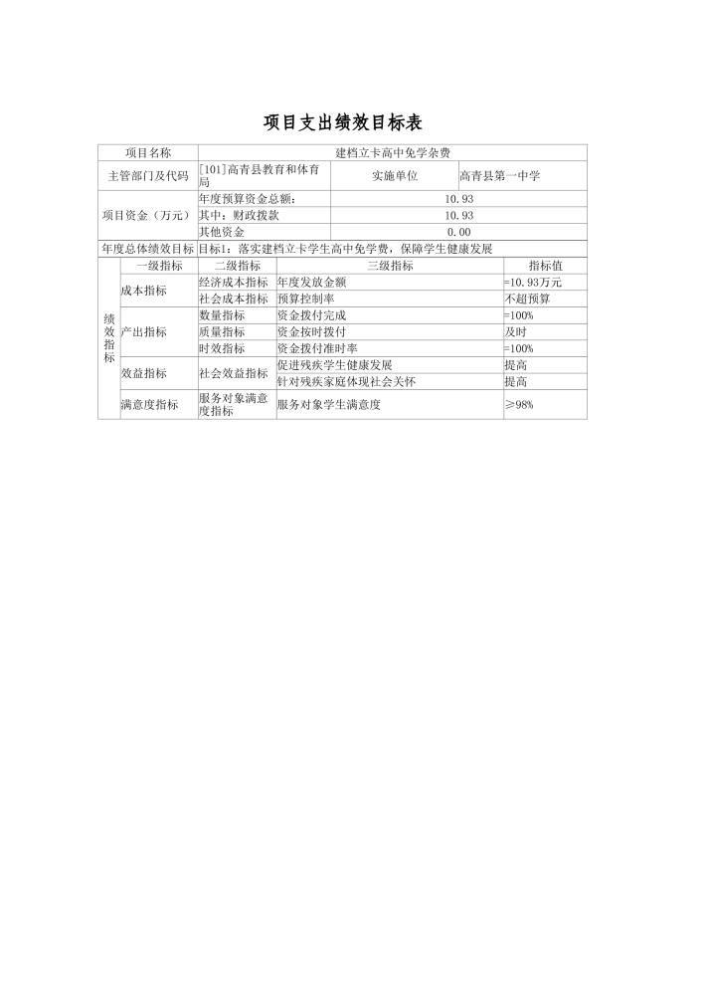 项目支出绩效目标表
项目名称 建档立卡高中免学杂费
主管部门及代码 [101]高青县教育和体育局 实施单位 高青县第一中学
项目资金（万元） 年度预算资金总额： 10.93
其中：财政拨款 10.93
其他资金 0.00
年度总体绩效目标 目标1：落实建档立卡学生高中免学费，保障学生健康发展
绩效指标 一级指标 二级指标 三级指标 指标值
成本指标 经济成本指标 年度发放金额 =10.93万元
社会成本指标 预算控制率 不超预算
产出指标 数量指标 资金拨付完成 =100%
质量指标 资金按时拨付 及时
时效指标 资金拨付准时率 =100%
效益指标 社会效益指标 促进残疾学生健康发展 提高
针对残疾家庭体现社会关怀 提高
满意度指标 服务对象满意度指标 服务对象学生满意度 ≥98%